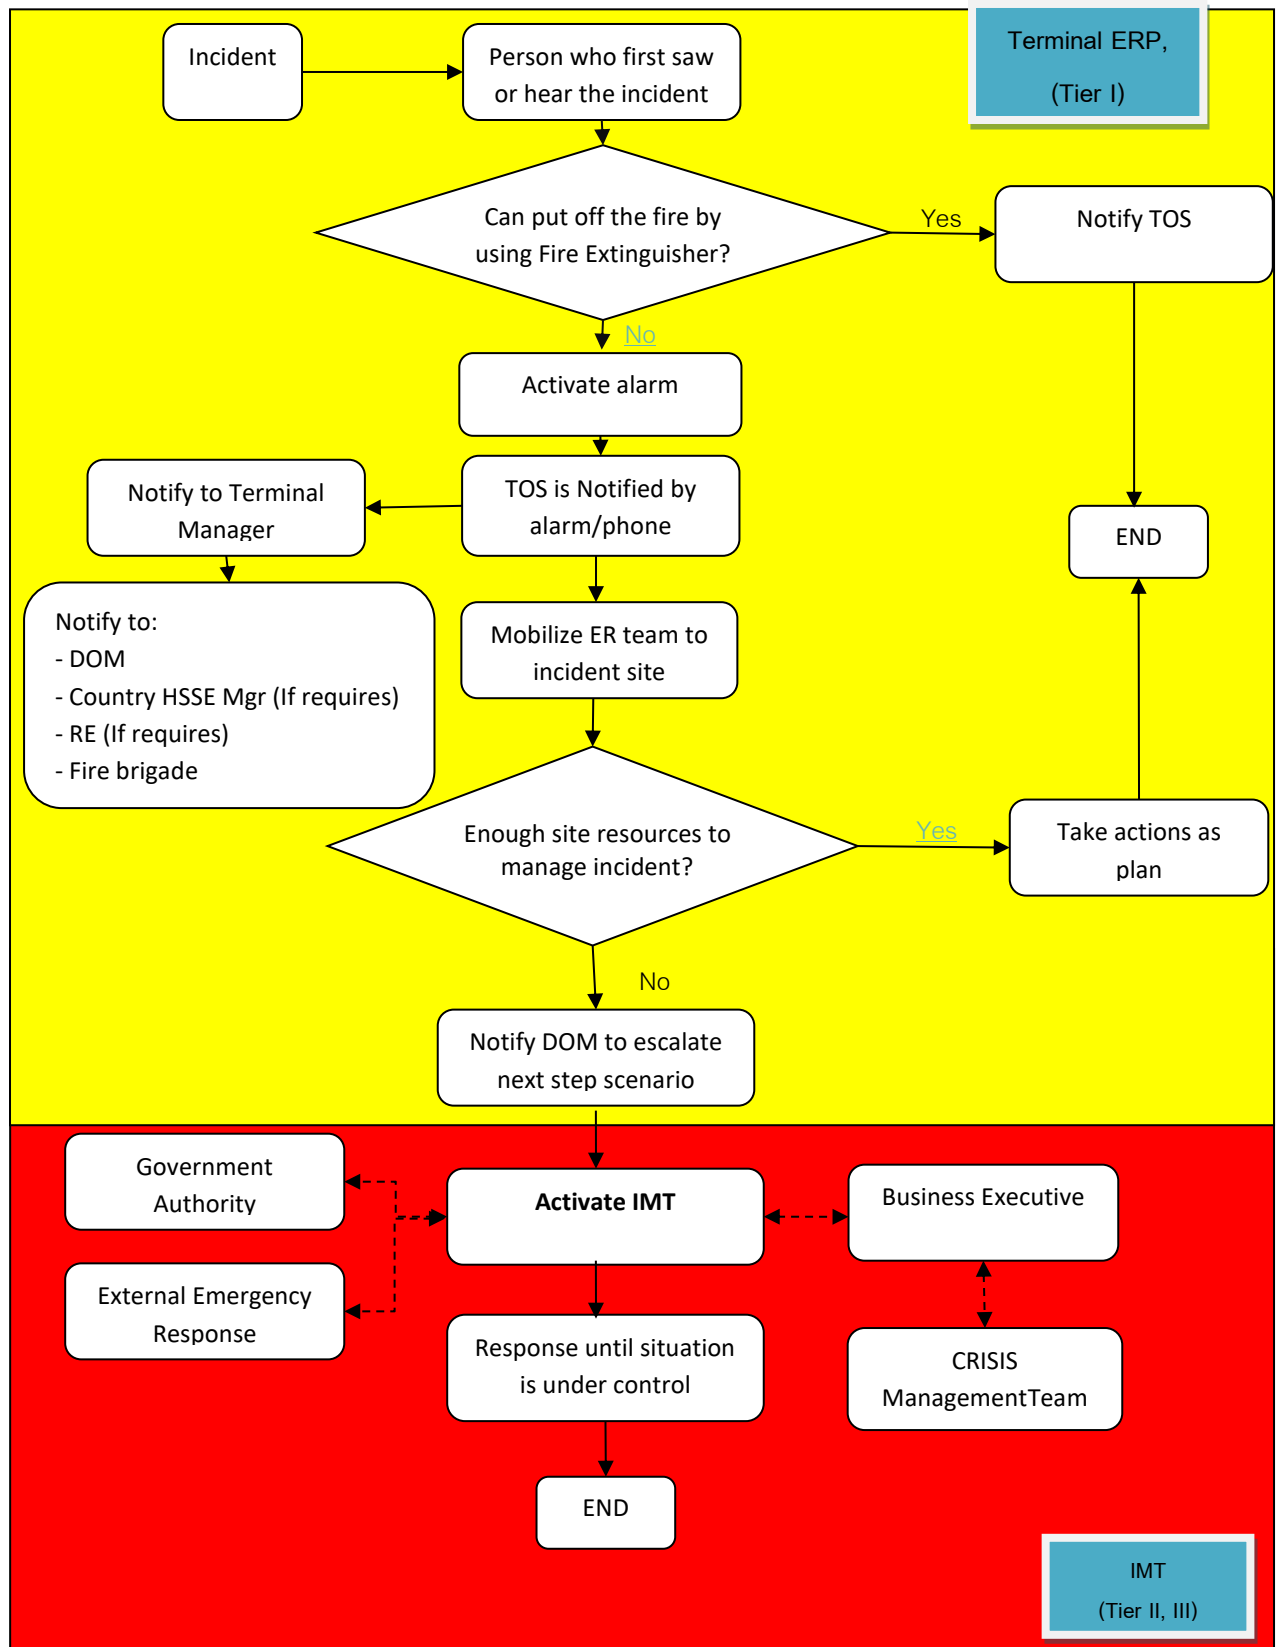 Incident
Person who first saw
or hear the incident
Terminal ERP,
(Tier I)
Can put off the fire by
using Fire Extinguisher?
Yes
Notify TOS
No
Activate alarm
Notify to Terminal
Manager
TOS is Notified by
alarm/phone
END
Notify to:
- DOM
- Country HSSE Mgr (If requires)
- RE (If requires)
- Fire brigade
Mobilize ER team to
incident site
Enough site resources to
manage incident?
Yes
Take actions as
plan
No
Notify DOM to escalate
next step scenario
Government
Authority
Activate IMT
Business Executive
External Emergency
Response
Response until situation
is under control
CRISIS
ManagementTeam
END
IMT
(Tier II, III)